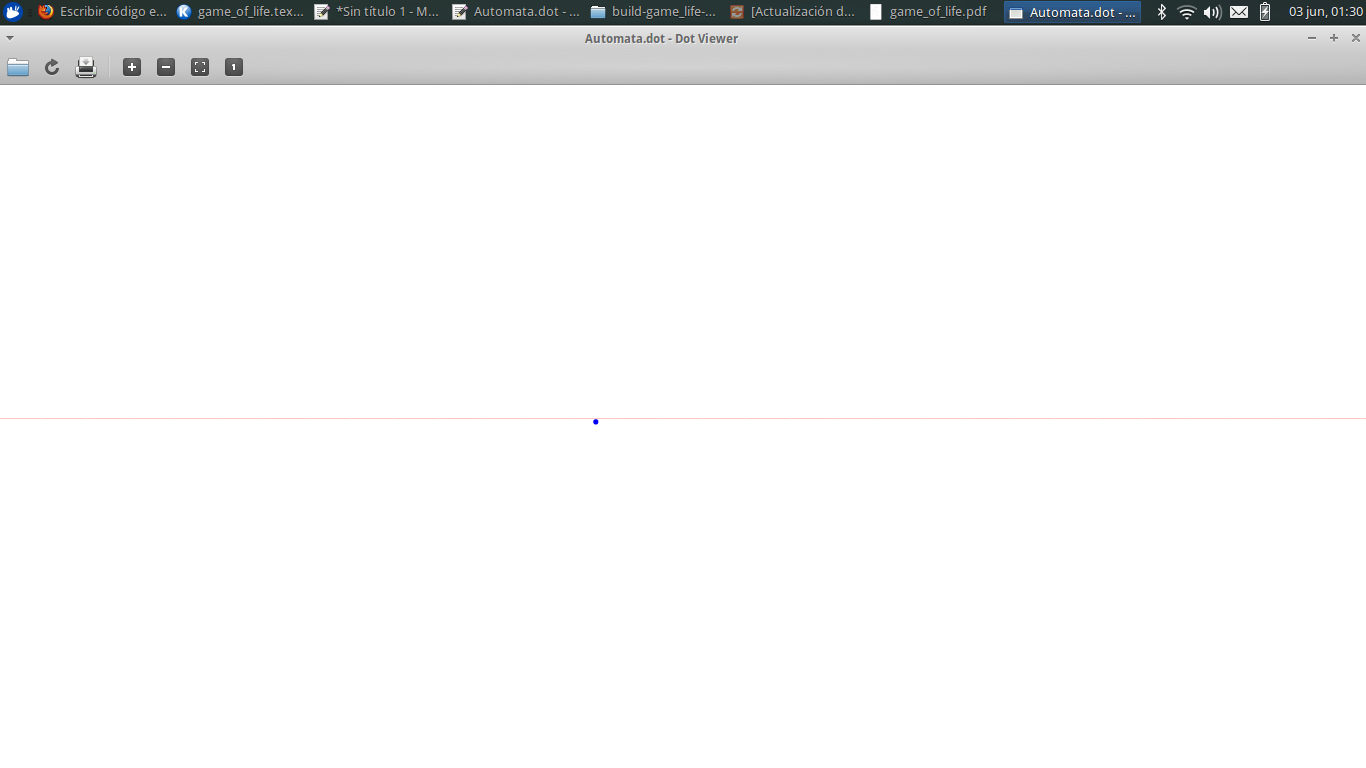 Escribir código e... game_of_life.tex... *Sin título 1 - M... Automata.dot - ... build-game_life-... [Actualización d... game_of_life.pdf Automata.dot - ... 03 jun, 01:30
Automata.dot - Dot Viewer
1